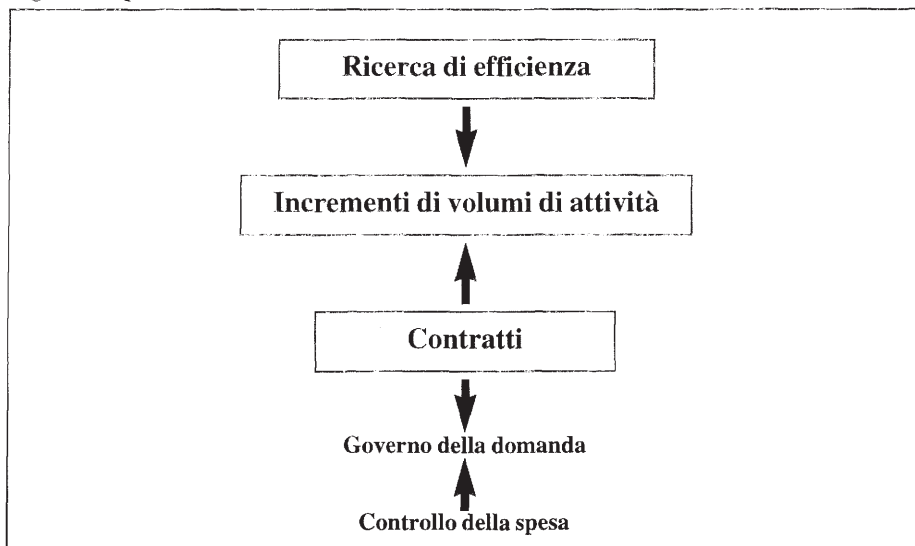 Ricerca di efficienza
Incrementi di volumi di attività
Contratti
Governo della domanda
Controllo della spesa